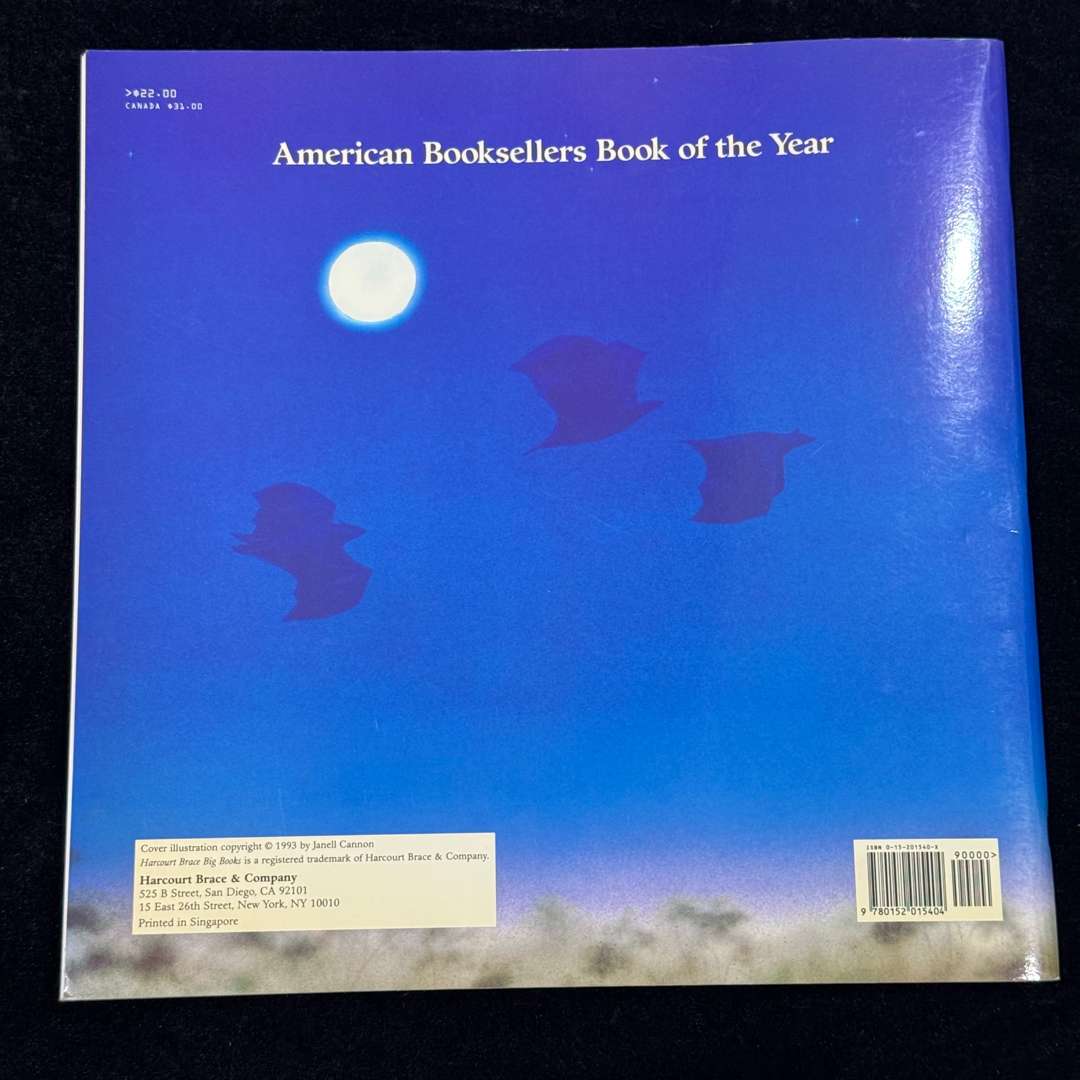 >$22.00
CANADA $31.00
American Booksellers Book of the Year
Cover illustration copyright © 1993 by Janell Cannon
Harcourt Brace Big Books is a registered trademark of Harcourt Brace & Company.
Harcourt Brace & Company
525 B Street, San Diego, CA 92101
15 East 26th Street, New York, NY 10010
Printed in Singapore
ISBN 0-15-201540-X
90000>
9 780152 015404